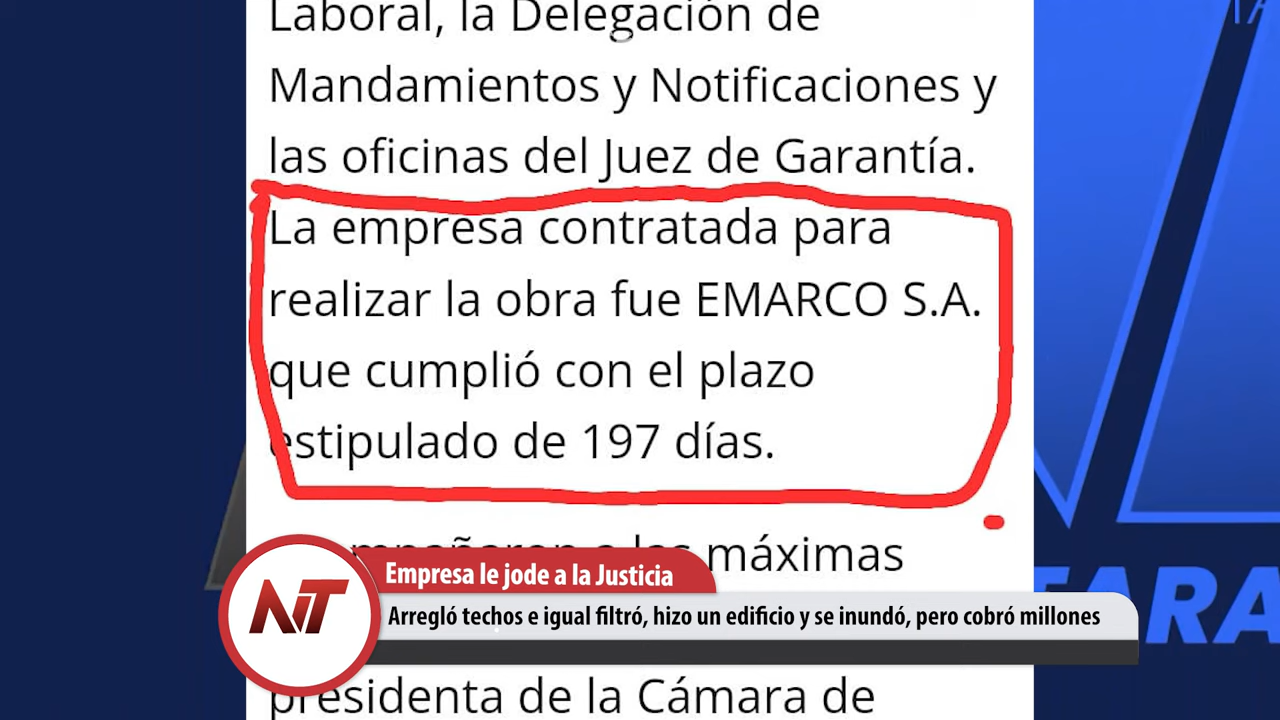 Laboral, la Delegación de
Mandamientos y Notificaciones y
las oficinas del Juez de Garantía.
La empresa contratada para
realizar la obra fue EMARCO S.A.
que cumplió con el plazo
estipulado de 197 días.
máximas
Empresa le jode a la Justicia
NT
Arregló techos e igual filtró, hizo un edificio y se inundó, pero cobró millones
presidenta de la Cámara de